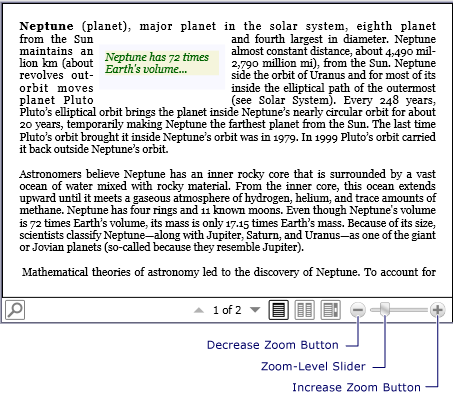 Neptune (planet), major planet in the solar system, eighth planet
from the Sun and fourth largest in diameter. Neptune
maintains an almost constant distance, about 4,490 mil-
lion km (about 2,790 million mi), from the Sun. Neptune
revolves out- side the orbit of Uranus and for most of its
orbit moves inside the elliptical path of the outermost
planet Pluto (see Solar System). Every 248 years,
Neptune has 72 times
Earth's volume...
Pluto's elliptical orbit brings the planet inside Neptune's nearly circular orbit for about
20 years, temporarily making Neptune the farthest planet from the Sun. The last time
Pluto's orbit brought it inside Neptune's orbit was in 1979. In 1999 Pluto's orbit carried
it back outside Neptune's orbit.
Astronomers believe Neptune has an inner rocky core that is surrounded by a vast
ocean of water mixed with rocky material. From the inner core, this ocean extends
upward until it meets a gaseous atmosphere of hydrogen, helium, and trace amounts of
methane. Neptune has four rings and 11 known moons. Even though Neptune's volume
is 72 times Earth's volume, its mass is only 17.15 times Earth's mass. Because of its size,
scientists classify Neptune—along with Jupiter, Saturn, and Uranus—as one of the giant
or Jovian planets (so-called because they resemble Jupiter).
Mathematical theories of astronomy led to the discovery of Neptune. To account for
1 of 2
Decrease Zoom Button
Zoom-Level Slider
Increase Zoom Button